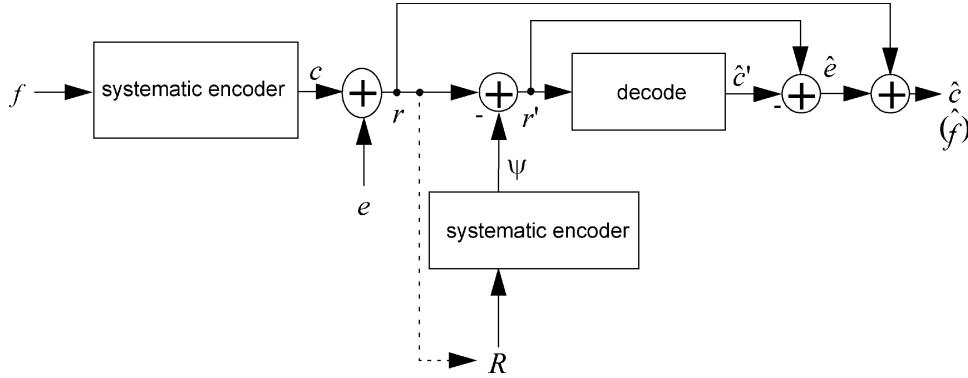 f
systematic encoder
c
r
e
-
r'
decode
ĉ'
-
ê
ĉ
(f̂)
ψ
systematic encoder
R